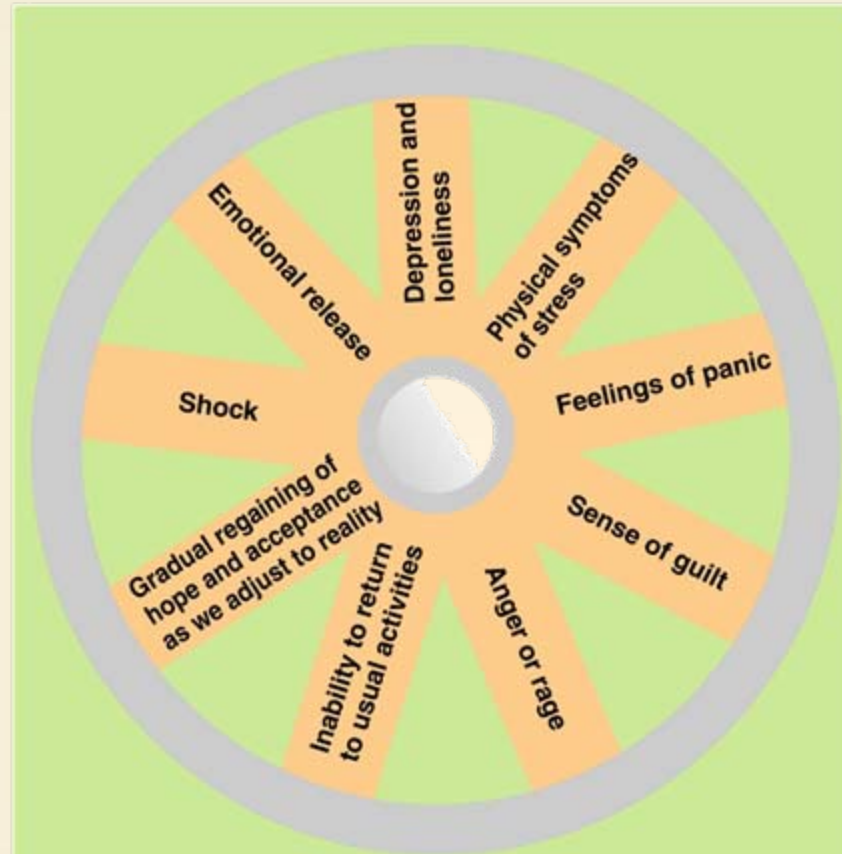 Shock
Emotional release
Depression and
loneliness
Physical symptoms
of stress
Feelings of panic
Sense of guilt
Anger or rage
Inability to return
to usual activities
Gradual regaining of
hope and acceptance
as we adjust to reality